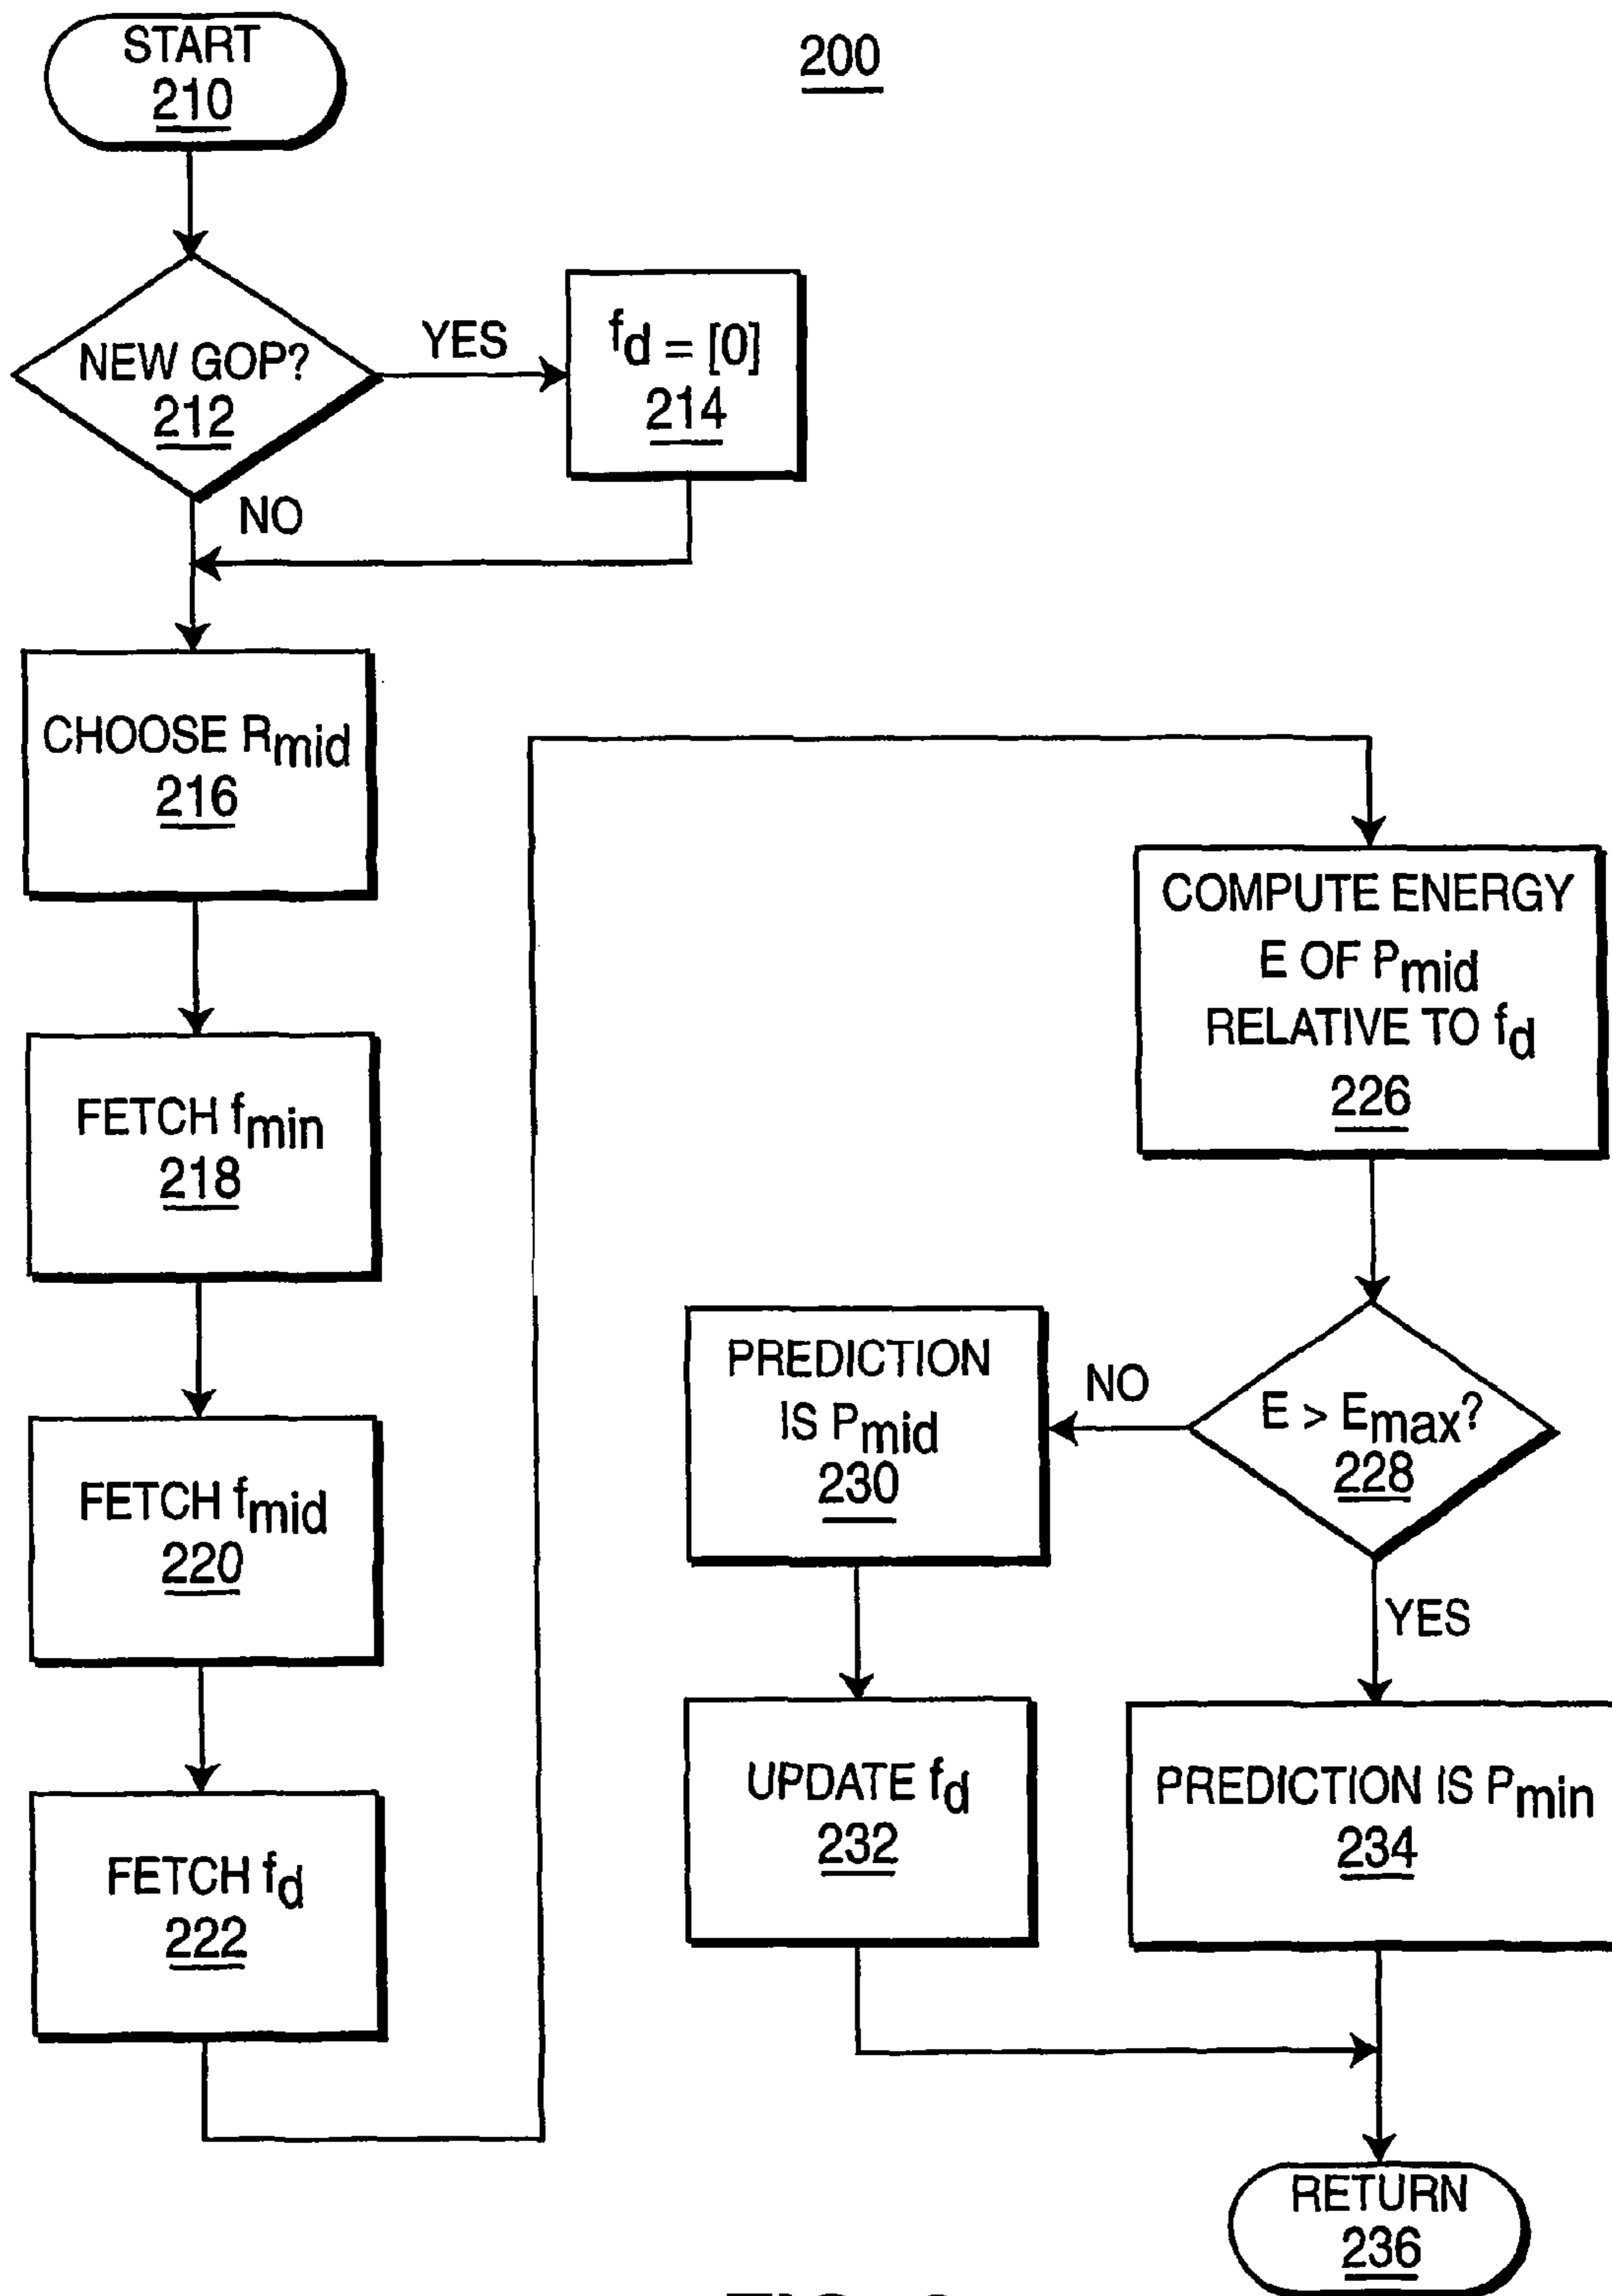 START
210
200
NEW GOP?
212
YES
fd = [0]
214
NO
CHOOSE Rmid
216
FETCH fmin
218
FETCH fmid
220
FETCH fd
222
COMPUTE ENERGY
E OF Pmid
RELATIVE TO fd
226
E > Emax?
228
NO
PREDICTION
IS Pmid
230
UPDATE fd
232
YES
PREDICTION IS Pmin
234
RETURN
236